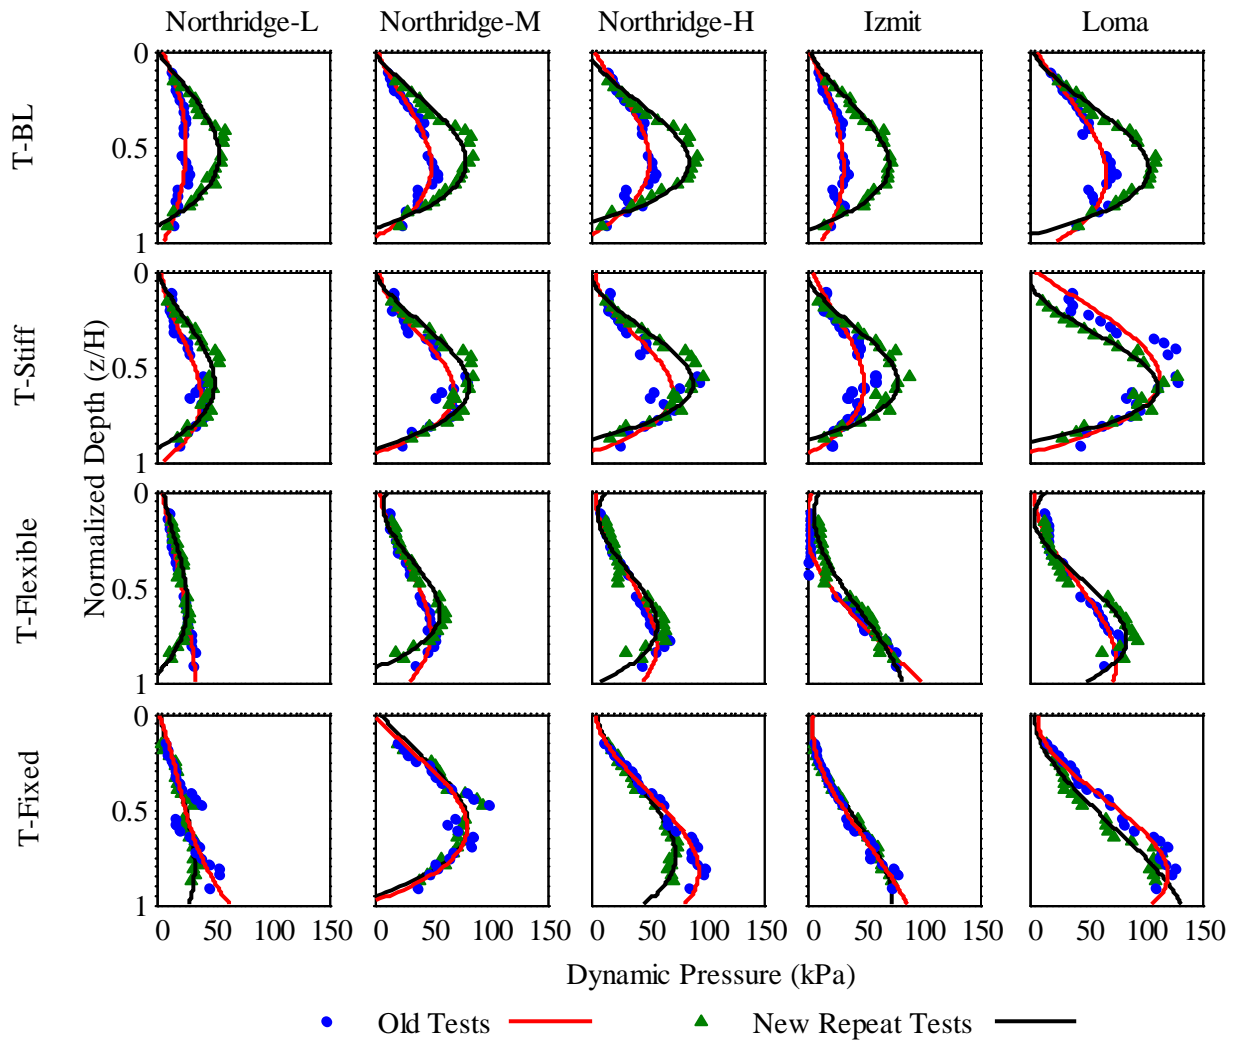 Northridge-L Northridge-M Northridge-H Izmit Loma
T-BL
0
0.5
1
T-Stiff
0
0.5
1
Normalized Depth (z/H)
T-Flexible
0
0.5
1
T-Fixed
0
0.5
1
0 50 100 150 0 50 100 150 0 50 100 150 0 50 100 150 0 50 100 150
Dynamic Pressure (kPa)
Old Tests New Repeat Tests